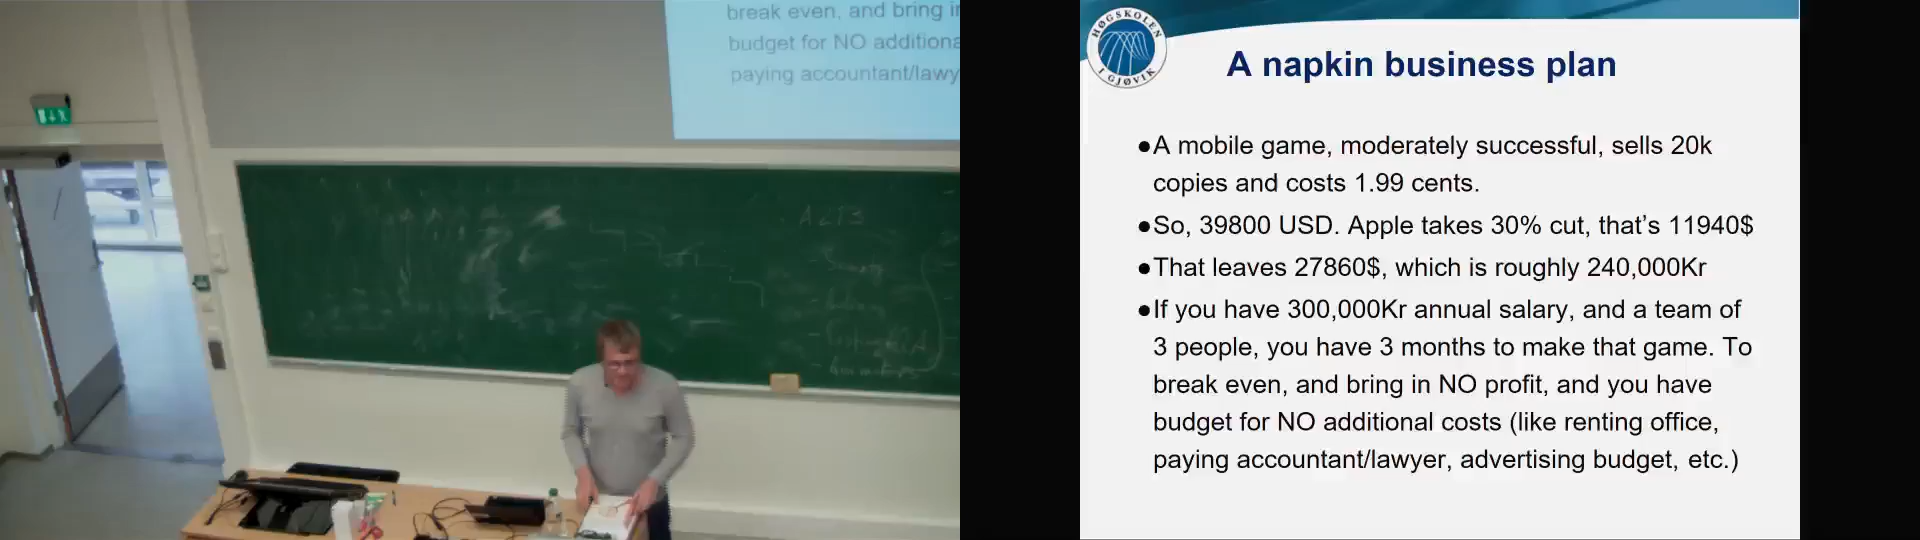 break even, and bring i
budget for NO additiona
paying accountant/lawy
HØGSKOLEN
I GJØVIK
A napkin business plan
●A mobile game, moderately successful, sells 20k
copies and costs 1.99 cents.
●So, 39800 USD. Apple takes 30% cut, that's 11940$
●That leaves 27860$, which is roughly 240,000Kr
●If you have 300,000Kr annual salary, and a team of
3 people, you have 3 months to make that game. To
break even, and bring in NO profit, and you have
budget for NO additional costs (like renting office,
paying accountant/lawyer, advertising budget, etc.)